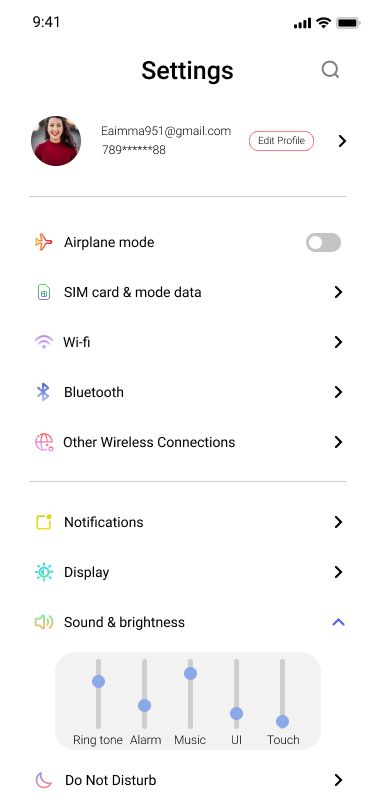 9:41
Settings
Eaimma951@gmail.com
789******88
Edit Profile
Airplane mode
SIM card & mode data
Wi-fi
Bluetooth
Other Wireless Connections
Notifications
Display
Sound & brightness
Ring tone Alarm Music UI Touch
Do Not Disturb